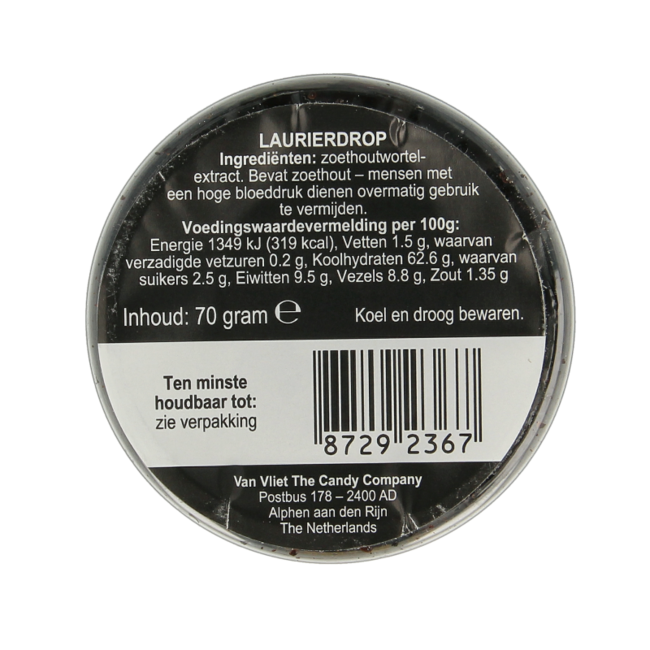 LAURIERDROP
Ingrediënten: zoethoutwortel-
extract. Bevat zoethout – mensen met
een hoge bloeddruk dienen overmatig gebruik
te vermijden.
Voedingswaardevermelding per 100g:
Energie 1349 kJ (319 kcal), Vetten 1.5 g, waarvan
verzadigde vetzuren 0.2 g, Koolhydraten 62.6 g, waarvan
suikers 2.5 g, Eiwitten 9.5 g, Vezels 8.8 g, Zout 1.35 g
Inhoud: 70 gram ℮ Koel en droog bewaren.
Ten minste
houdbaar tot:
zie verpakking
8729 2367
Van Vliet The Candy Company
Postbus 178 – 2400 AD
Alphen aan den Rijn
The Netherlands